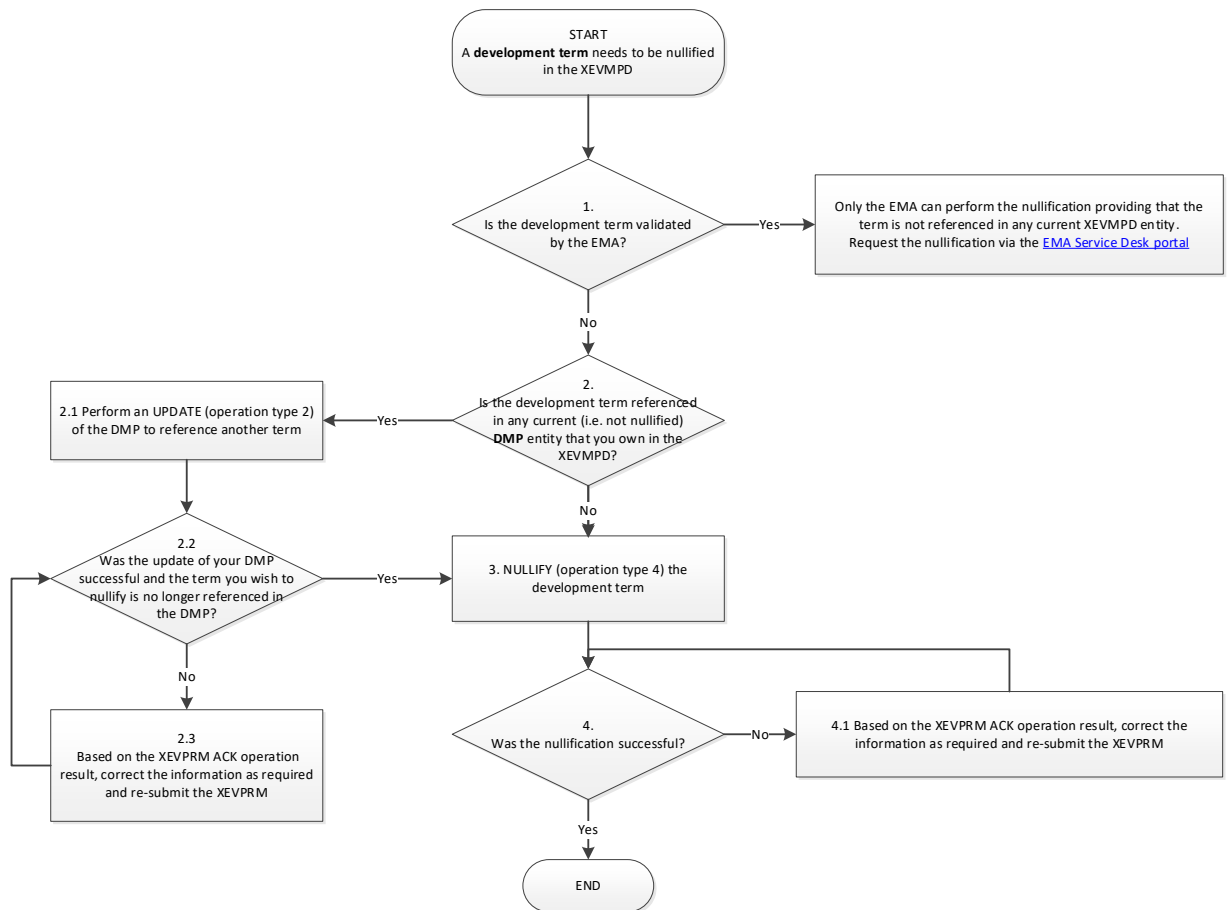 START
A development term needs to be nullified
in the XEVMPD
1.
Is the development term validated
by the EMA?
Yes
Only the EMA can perform the nullification providing that the
term is not referenced in any current XEVMPD entity.
Request the nullification via the EMA Service Desk portal
No
2.
Is the development term referenced
in any current (i.e. not nullified)
DMP entity that you own in the
XEVMPD?
Yes
2.1 Perform an UPDATE (operation type 2)
of the DMP to reference another term
No
2.2
Was the update of your DMP
successful and the term you wish to
nullify is no longer referenced in
the DMP?
Yes
3. NULLIFY (operation type 4) the
development term
No
2.3
Based on the XEVPRM ACK operation
result, correct the information as required
and re-submit the XEVPRM
4.
Was the nullification successful?
No
4.1 Based on the XEVPRM ACK operation result, correct the
information as required and re-submit the XEVPRM
Yes
END